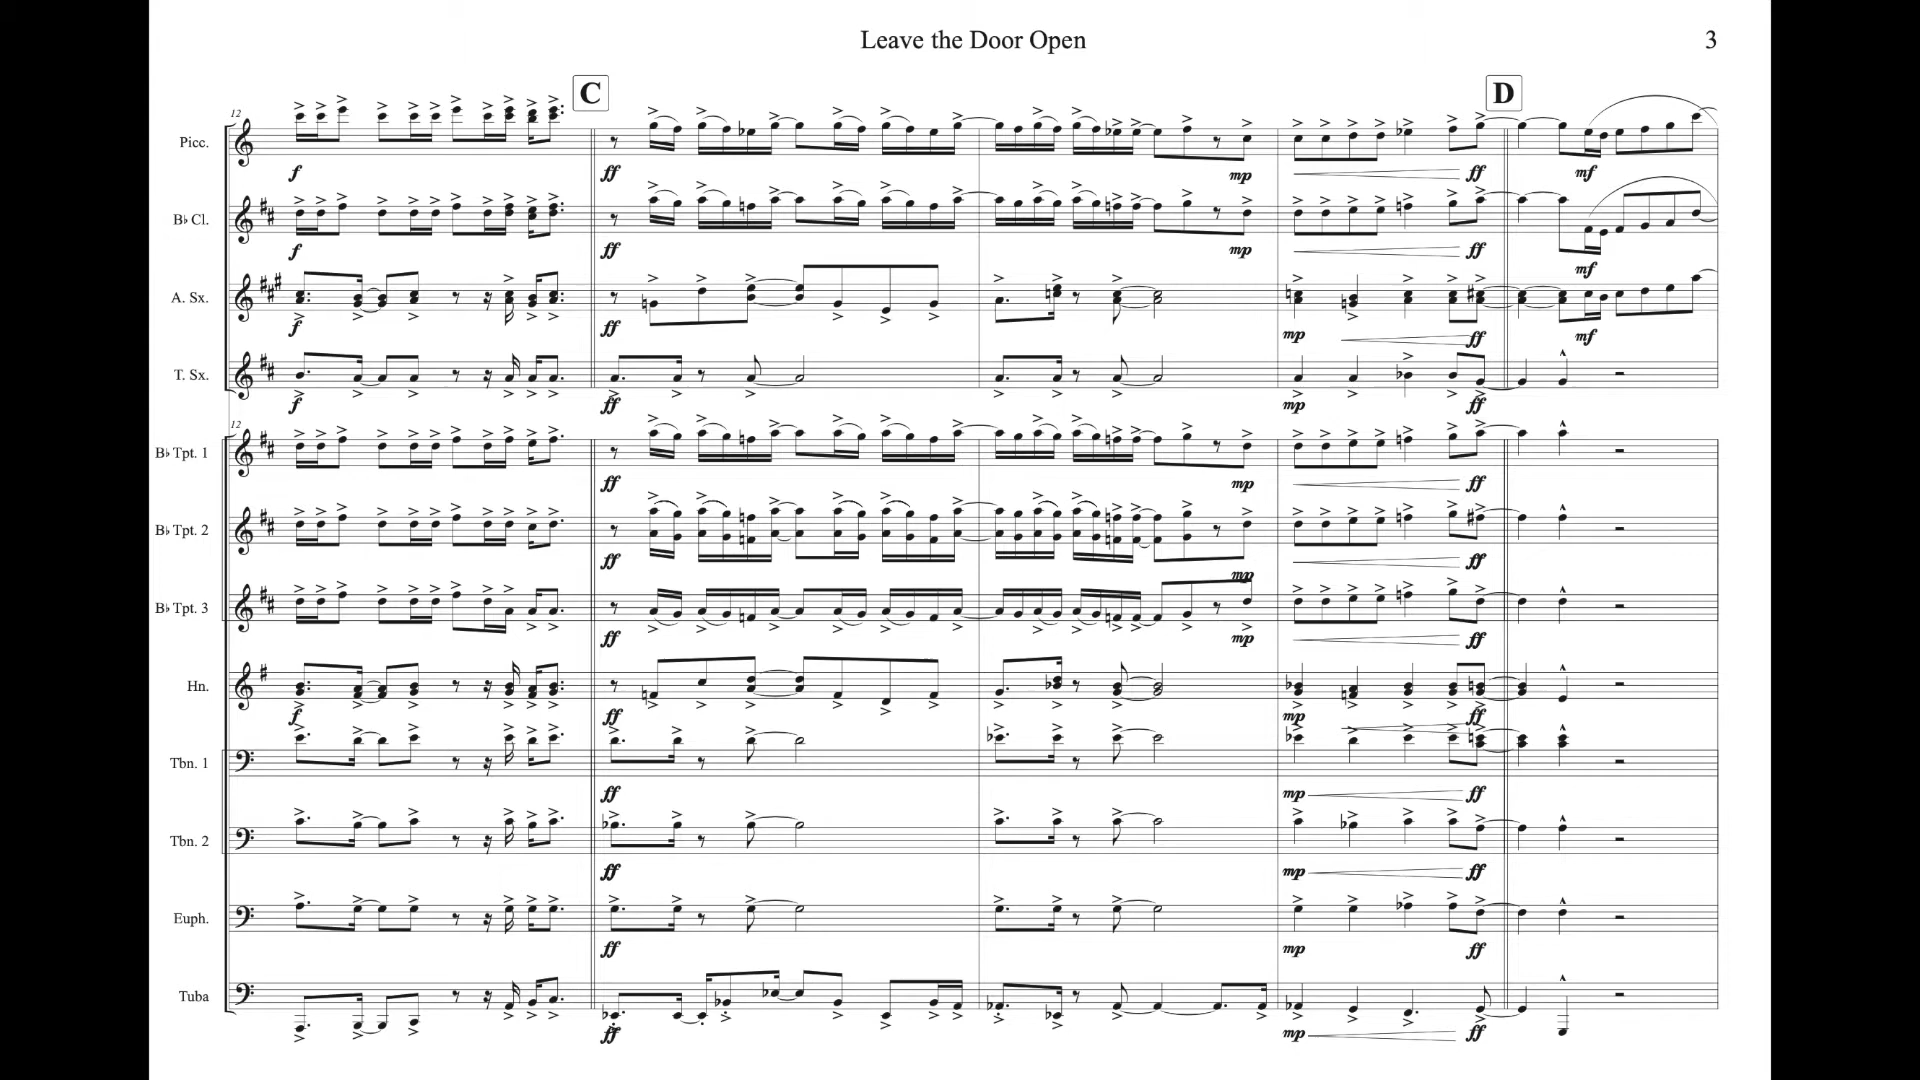 Leave the Door Open 3
C D
12
Picc.
f ff mp ff mf
B♭ Cl.
f ff mp ff mf
A. Sx.
f ff mp ff mf
T. Sx.
f ff mp ff
12
B♭ Tpt. 1
ff mp ff
B♭ Tpt. 2
ff mp ff
B♭ Tpt. 3
ff mp ff
Hn.
f ff mp ff
Tbn. 1
ff mp ff
Tbn. 2
ff mp ff
Euph.
ff mp ff
Tuba
ff mp ff